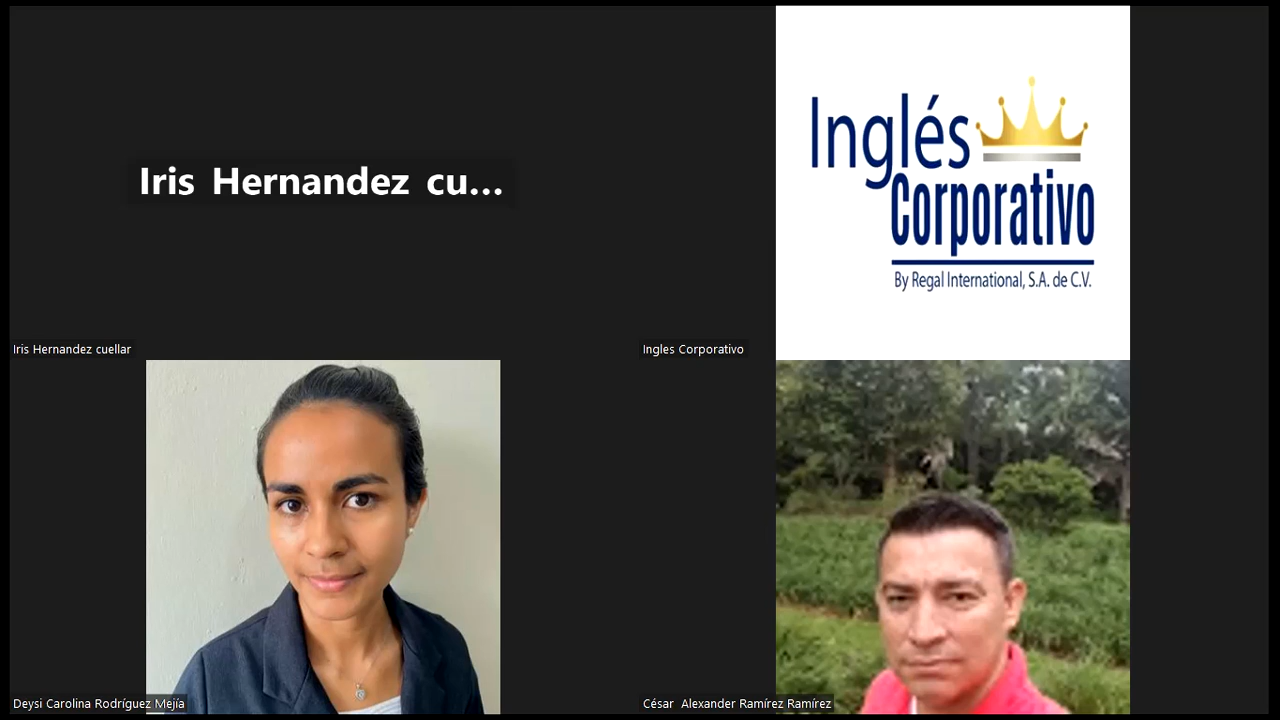 Iris Hernandez cu...
Inglés
Corporativo
By Regal International, S.A. de C.V.
Iris Hernandez cuellar
Ingles Corporativo
Deysi Carolina Rodríguez Mejía
César Alexander Ramírez Ramírez